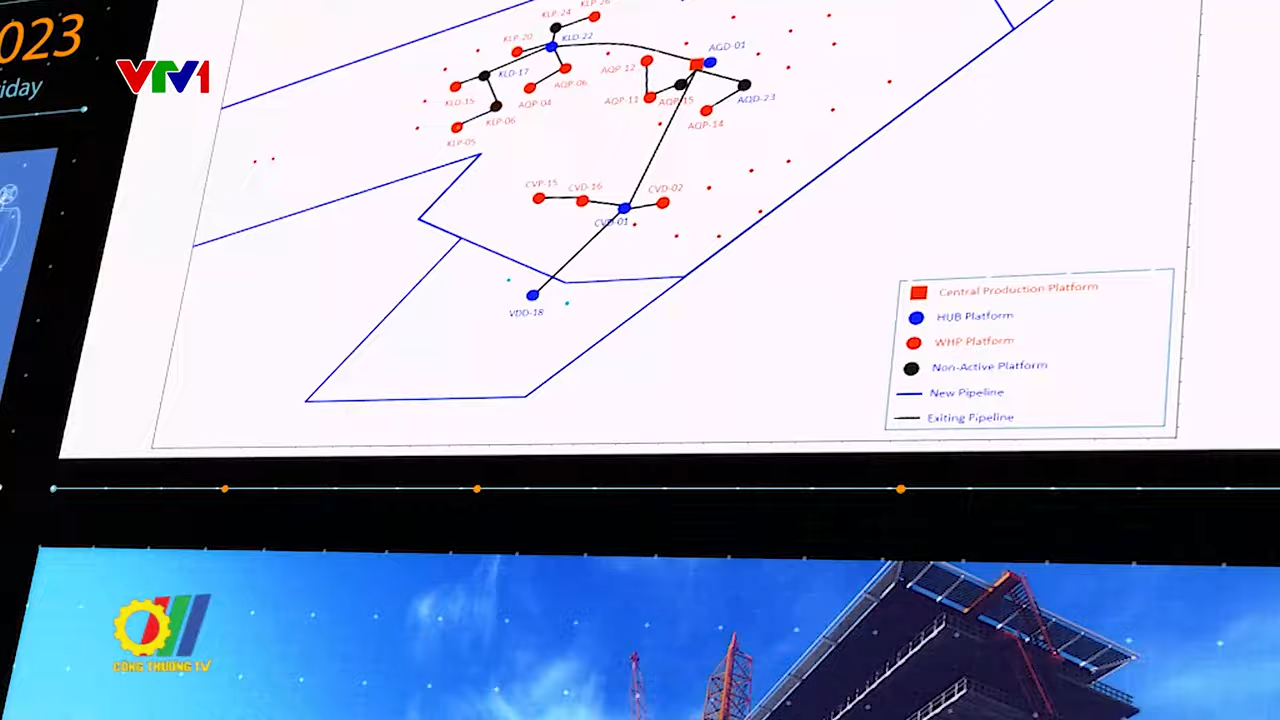 023
iday
VTV1
KLP-24
KLP-26
KLP-20
KLD-22
AGD-01
KLD-17
AQP-12
KLD-15
AQP-04
AQP-06
AQP-11
AQP-15
AQD-23
KLP-06
AQP-14
KLP-05
CVP-15
CVD-16
CVD-02
CVD-01
VDD-18
Central Production Platform
HUB Platform
WHP Platform
Non-Active Platform
New Pipeline
Exiting Pipeline
CÔNG THƯƠNG TV